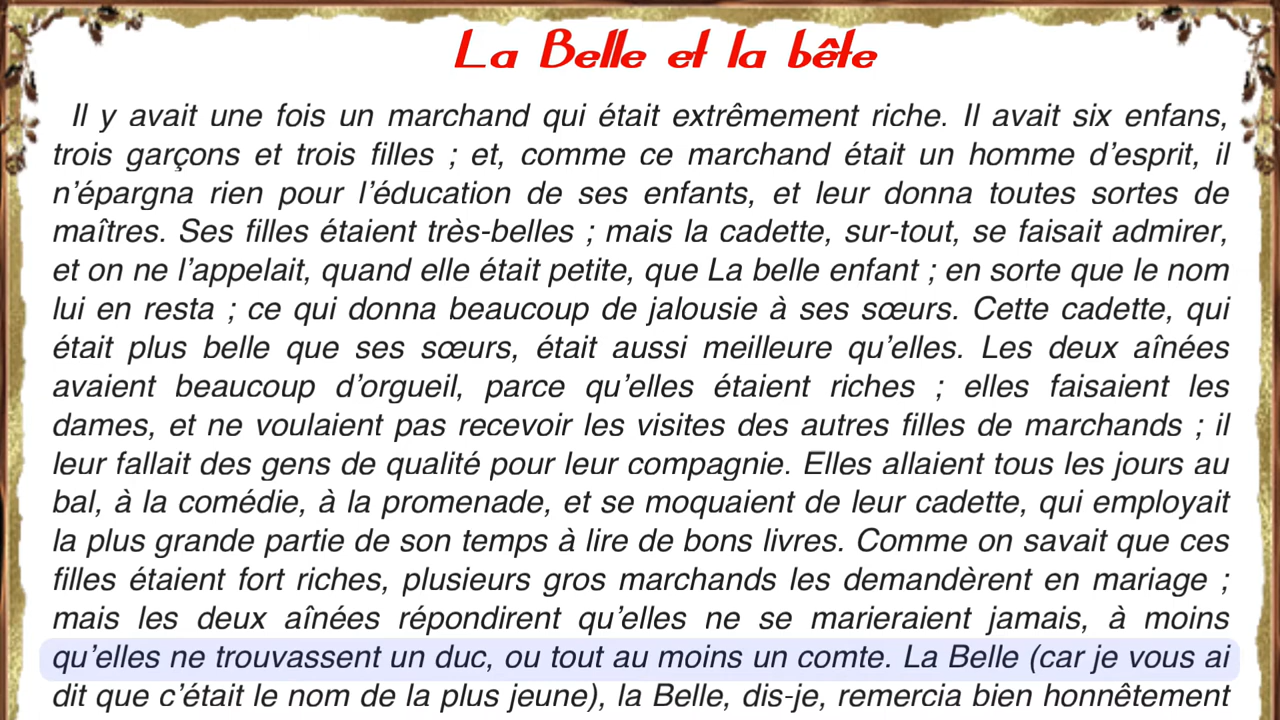 La Belle et la bête
Il y avait une fois un marchand qui était extrêmement riche. Il avait six enfans,
trois garçons et trois filles ; et, comme ce marchand était un homme d’esprit, il
n’épargna rien pour l’éducation de ses enfants, et leur donna toutes sortes de
maîtres. Ses filles étaient très-belles ; mais la cadette, sur-tout, se faisait admirer,
et on ne l’appelait, quand elle était petite, que La belle enfant ; en sorte que le nom
lui en resta ; ce qui donna beaucoup de jalousie à ses sœurs. Cette cadette, qui
était plus belle que ses sœurs, était aussi meilleure qu’elles. Les deux aînées
avaient beaucoup d’orgueil, parce qu’elles étaient riches ; elles faisaient les
dames, et ne voulaient pas recevoir les visites des autres filles de marchands ; il
leur fallait des gens de qualité pour leur compagnie. Elles allaient tous les jours au
bal, à la comédie, à la promenade, et se moquaient de leur cadette, qui employait
la plus grande partie de son temps à lire de bons livres. Comme on savait que ces
filles étaient fort riches, plusieurs gros marchands les demandèrent en mariage ;
mais les deux aînées répondirent qu’elles ne se marieraient jamais, à moins
qu’elles ne trouvassent un duc, ou tout au moins un comte. La Belle (car je vous ai
dit que c’était le nom de la plus jeune), la Belle, dis-je, remercia bien honnêtement